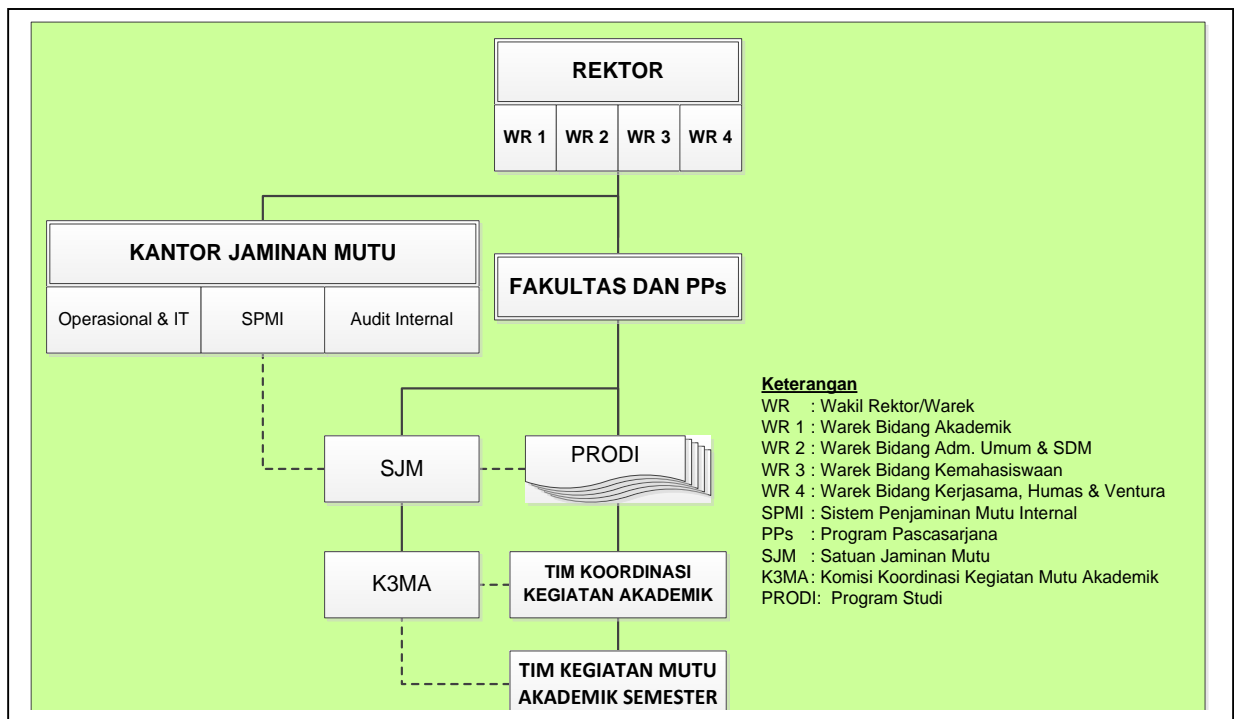 REKTOR
WR 1 WR 2 WR 3 WR 4
KANTOR JAMINAN MUTU
Operasional & IT SPMI Audit Internal
FAKULTAS DAN PPs
SJM
PRODI
K3MA
TIM KOORDINASI
KEGIATAN AKADEMIK
TIM KEGIATAN MUTU
AKADEMIK SEMESTER
Keterangan
WR : Wakil Rektor/Warek
WR 1 : Warek Bidang Akademik
WR 2 : Warek Bidang Adm. Umum & SDM
WR 3 : Warek Bidang Kemahasiswaan
WR 4 : Warek Bidang Kerjasama, Humas & Ventura
SPMI : Sistem Penjaminan Mutu Internal
PPs : Program Pascasarjana
SJM : Satuan Jaminan Mutu
K3MA : Komisi Koordinasi Kegiatan Mutu Akademik
PRODI: Program Studi